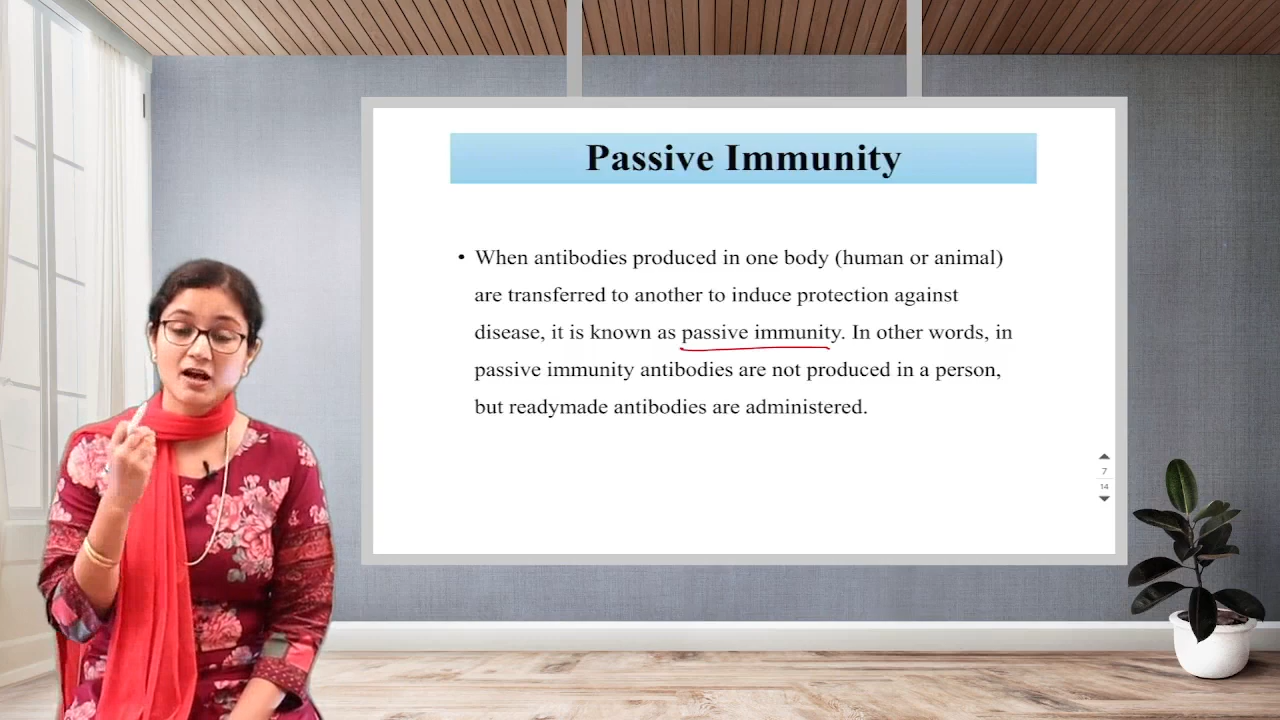 Passive Immunity
• When antibodies produced in one body (human or animal)
are transferred to another to induce protection against
disease, it is known as passive immunity. In other words, in
passive immunity antibodies are not produced in a person,
but readymade antibodies are administered.
7
14